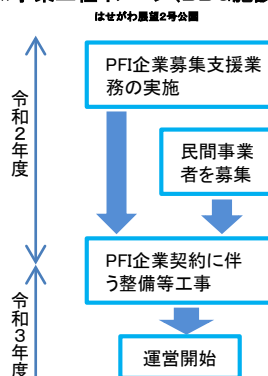 はせがわ展望2号公園
令和2年度
PFI企業募集支援業
務の実施
民間事業
者を募集
PFI企業契約に伴
う整備等工事
令和3年度
運営開始